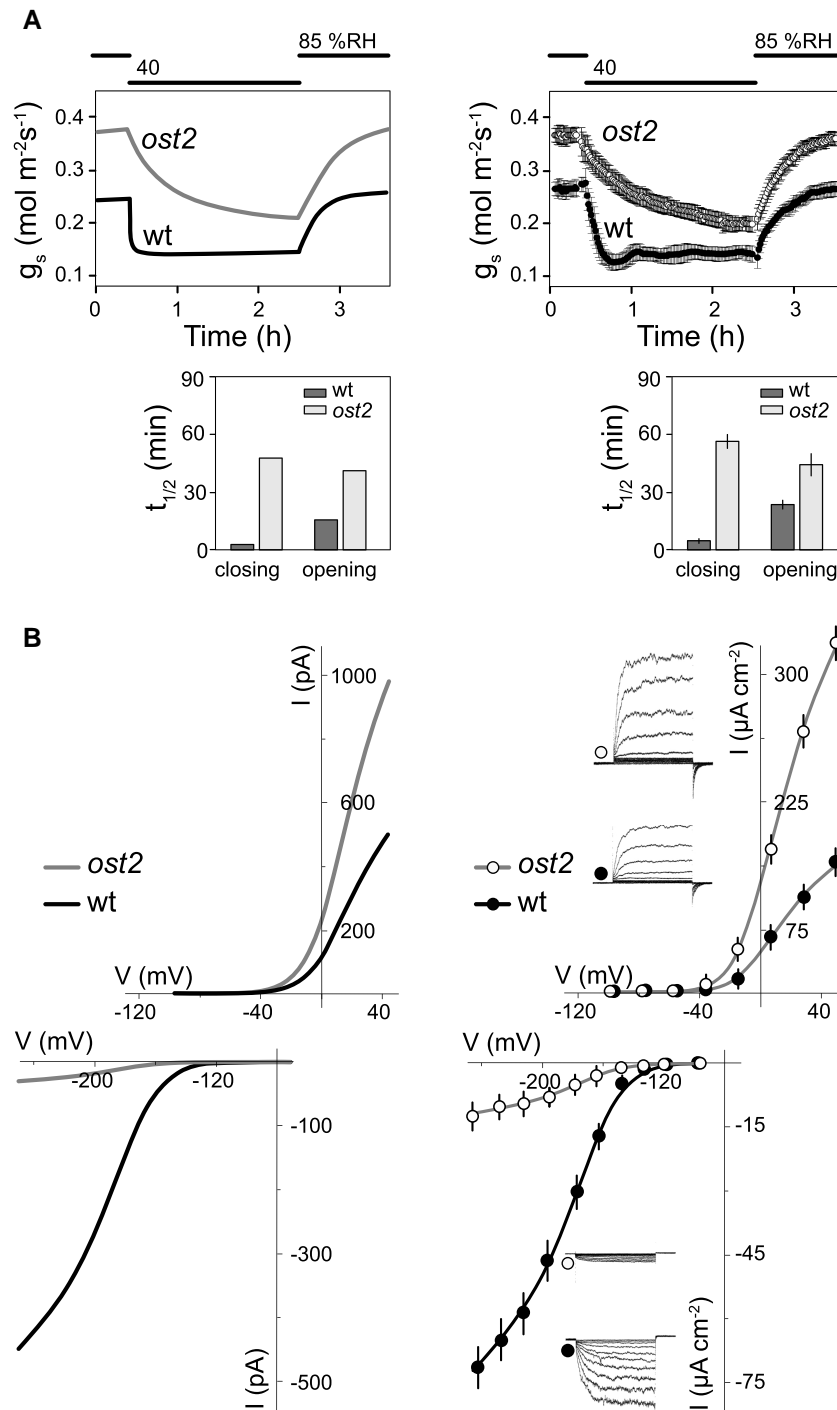 A
85 %RH
40
0.4
0.3
0.2
0.1
gs (mol m-2s-1)
ost2
wt
0 1 2 3
Time (h)
85 %RH
40
0.4
0.3
0.2
0.1
gs (mol m-2s-1)
ost2
wt
0 1 2 3
Time (h)
90
60
30
0
t1/2 (min)
wt
ost2
closing opening
90
60
30
0
t1/2 (min)
wt
ost2
closing opening
B
I (pA)
1000
600
200
ost2
wt
V (mV)
-120 -40 40
I (µA cm-2)
300
225
75
ost2
wt
V (mV)
-120 -40 40
V (mV)
-200 -120
-100
-300
-500
I (pA)
V (mV)
-200 -120
-15
-45
-75
I (µA cm-2)